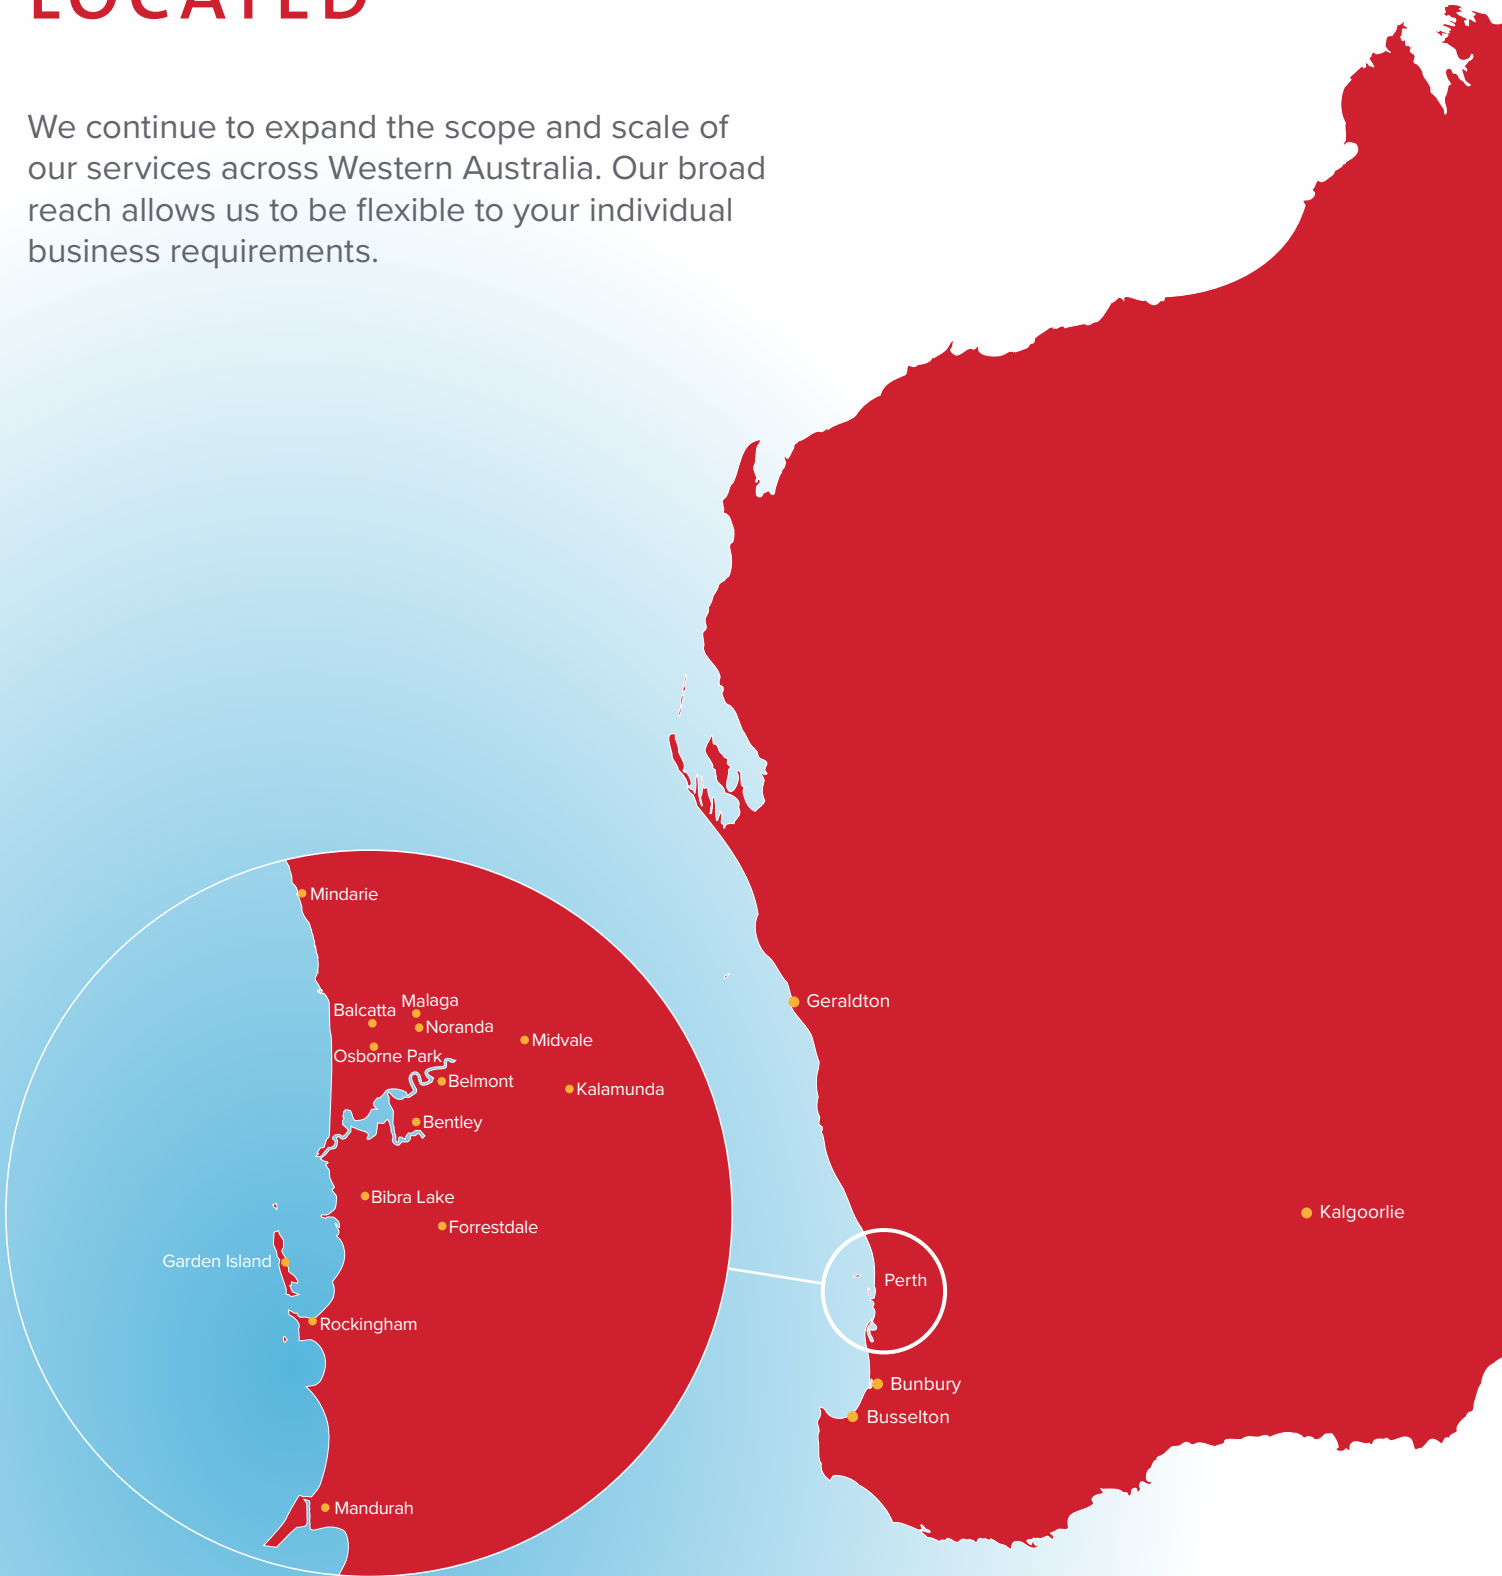 LOCATED
We continue to expand the scope and scale of
our services across Western Australia. Our broad
reach allows us to be flexible to your individual
business requirements.
Mindarie
Malaga
Balcatta
Noranda
Midvale
Osborne Park
Belmont
Kalamunda
Bentley
Bibra Lake
Forrestdale
Garden Island
Rockingham
Mandurah
Geraldton
Kalgoorlie
Perth
Bunbury
Busselton